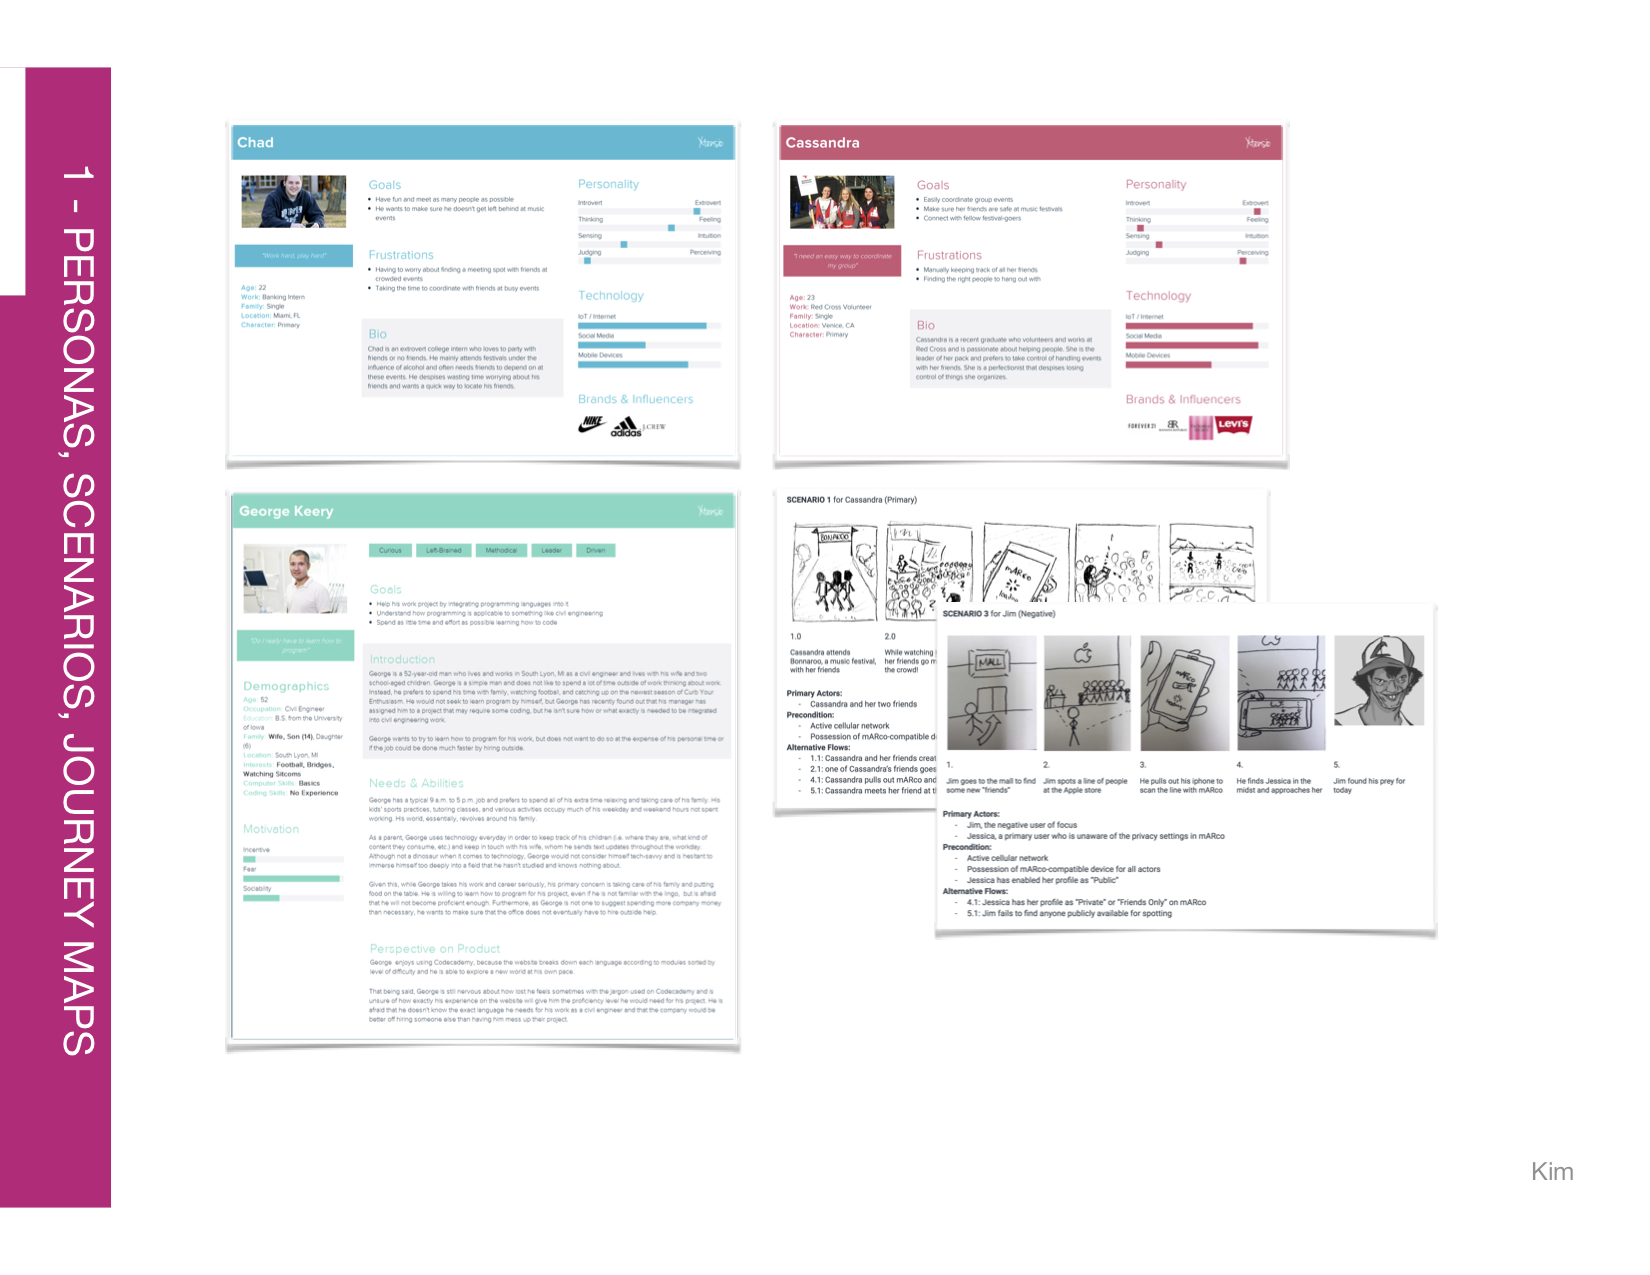 1 - PERSONAS, SCENARIOS, JOURNEY MAPS
Chad
Xtensio
"Work hard, play hard"
Age: 22
Work: Banking Intern
Family: Single
Location: Miami, FL
Character: Primary
Goals
• Have fun and meet as many people as possible
• He wants to make sure he doesn't get left behind at music
events
Frustrations
• Having to worry about finding a meeting spot with friends at
crowded events
• Taking the time to coordinate with friends at busy events
Bio
Chad is an extrovert college intern who loves to party with
friends or no friends. He mainly attends festivals under the
influence of alcohol and often needs friends to depend on at
these events. He despises wasting time worrying about his
friends and wants a quick way to locate his friends.
Personality
Introvert Extrovert
Thinking Feeling
Sensing Intuition
Judging Perceiving
Technology
IoT / Internet
Social Media
Mobile Devices
Brands & Influencers
NIKE
adidas
J.CREW
Cassandra
Xtensio
"I need an easy way to coordinate
my group"
Age: 23
Work: Red Cross Volunteer
Family: Single
Location: Venice, CA
Character: Primary
Goals
• Easily coordinate group events
• Make sure her friends are safe at music festivals
• Connect with fellow festival-goers
Frustrations
• Manually keeping track of all her friends
• Finding the right people to hang out with
Bio
Cassandra is a recent graduate who volunteers and works at
Red Cross and is passionate about helping people. She is the
leader of her pack and prefers to take control of handling events
with her friends. She is a perfectionist that despises losing
control of things she organizes.
Personality
Introvert Extrovert
Thinking Feeling
Sensing Intuition
Judging Perceiving
Technology
IoT / Internet
Social Media
Mobile Devices
Brands & Influencers
FOREVER 21
BR
LEVI'S
George Keery
Xtensio
"Do I really have to learn how to
program"
Demographics
Age: 52
Occupation: Civil Engineer
Education: B.S. from the University
of Iowa
Family: Wife, Son (14), Daughter
(6)
Location: South Lyon, MI
Interests: Football, Bridges,
Watching Sitcoms
Computer Skills: Basics
Coding Skills: No Experience
Motivation
Incentive
Fear
Sociability
Curious Left-Brained Methodical Leader Driven
Goals
• Help his work project by integrating programming languages into it
• Understand how programming is applicable to something like civil engineering
• Spend as little time and effort as possible learning how to code
Introduction
George is a 52-year-old man who lives and works in South Lyon, MI as a civil engineer and lives with his wife and two
school-aged children. George is a simple man and does not like to spend a lot of time outside of work thinking about work.
Instead, he prefers to spend his time with family, watching football, and catching up on the newest season of Curb Your
Enthusiasm. He would not seek to learn program by himself, but George has recently found out that his manager has
assigned him to a project that may require some coding, but he isn't sure how or what exactly is needed to be integrated
into civil engineering work.
George wants to try to learn how to program for his work, but does not want to do so at the expense of his personal time or
if the job could be done much faster by hiring outside.
Needs & Abilities
George has a typical 9 a.m. to 5 p.m. job and prefers to spend all of his extra time relaxing and taking care of his family. His
kids' sports practices, tutoring classes, and various activities occupy much of his weekday and weekend hours not spent
working. His world, essentially, revolves around his family.
As a parent, George uses technology everyday in order to keep track of his children (i.e. where they are, what kind of
content they consume, etc.) and keep in touch with his wife, whom he sends text updates throughout the workday.
Although not a dinosaur when it comes to technology, George would not consider himself tech-savvy and is hesitant to
immerse himself too deeply into a field that he hasn't studied and knows nothing about.
Given this, while George takes his work and career seriously, his primary concern is taking care of his family and putting
food on the table. He is willing to learn how to program for his project, even if he is not familiar with the lingo, but is afraid
that he will not become proficient enough. Furthermore, as George is not one to suggest spending more company money
than necessary, he wants to make sure that the office does not eventually have to hire outside help.
Perspective on Product
George enjoys using Codecademy, because the website breaks down each language according to modules sorted by
level of difficulty and he is able to explore a new world at his own pace.
That being said, George is still nervous about how lost he feels sometimes with the jargon used on Codecademy and is
unsure of how exactly his experience on the website will give him the proficiency level he would need for his project. He is
afraid that he doesn't know the exact language he needs for his work as a civil engineer and that the company would be
better off hiring someone else than having him mess up their project.
SCENARIO 1 for Cassandra (Primary)
BONAROO
mARco
1.0
Cassandra attends
Bonnaroo, a music festival,
with her friends
2.0
While watching
her friends go m
the crowd!
Primary Actors:
- Cassandra and her two friends
Precondition:
- Active cellular network
- Possession of mARco-compatible d
Alternative Flows:
- 1.1: Cassandra and her friends creat
- 2.1: one of Cassandra's friends goes
- 4.1: Cassandra pulls out mARco and
- 5.1: Cassandra meets her friend at t
SCENARIO 3 for Jim (Negative)
MALL
mARco
1.
Jim goes to the mall to find
some new "friends"
2.
Jim spots a line of people
at the Apple store
3.
He pulls out his iphone to
scan the line with mARco
4.
He finds Jessica in the
midst and approaches her
5.
Jim found his prey for
today
Primary Actors:
- Jim, the negative user of focus
- Jessica, a primary user who is unaware of the privacy settings in mARco
Precondition:
- Active cellular network
- Possession of mARco-compatible device for all actors
- Jessica has enabled her profile as "Public"
Alternative Flows:
- 4.1: Jessica has her profile as "Private" or "Friends Only" on mARco
- 5.1: Jim fails to find anyone publicly available for spotting
Kim